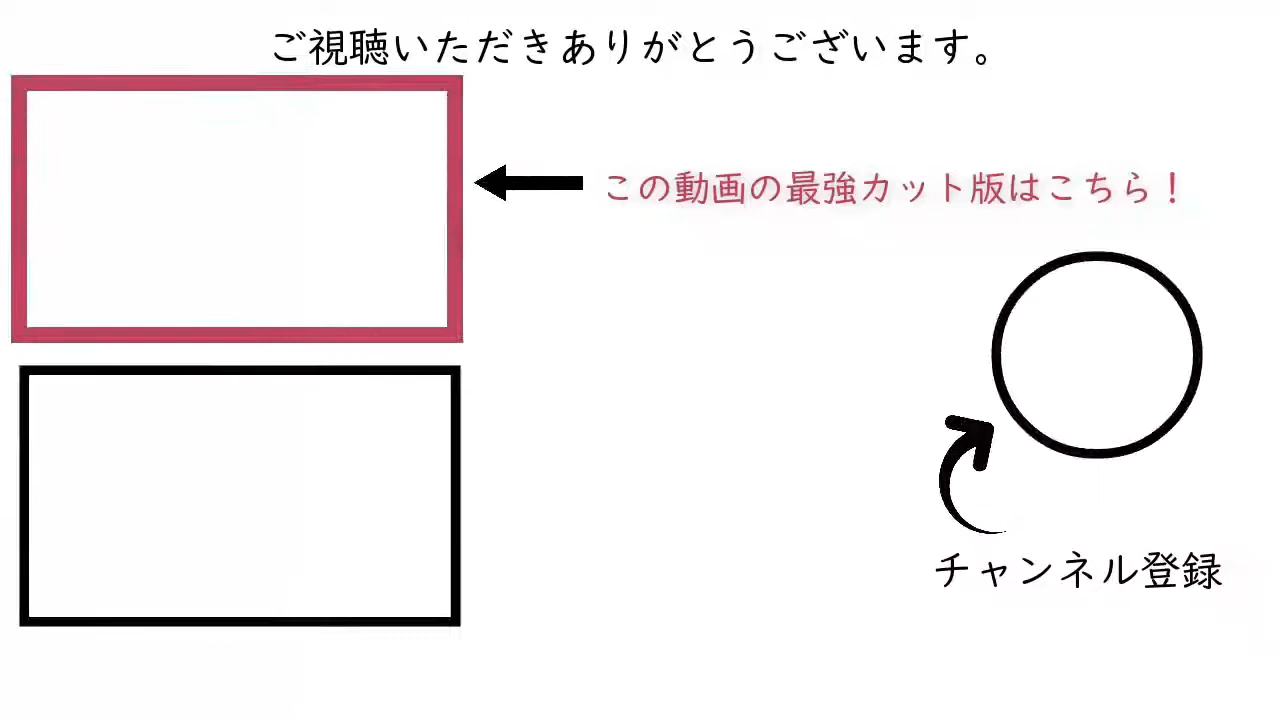 ご視聴いただきありがとうございます。
この動画の最強カット版はこちら！
チャンネル登録